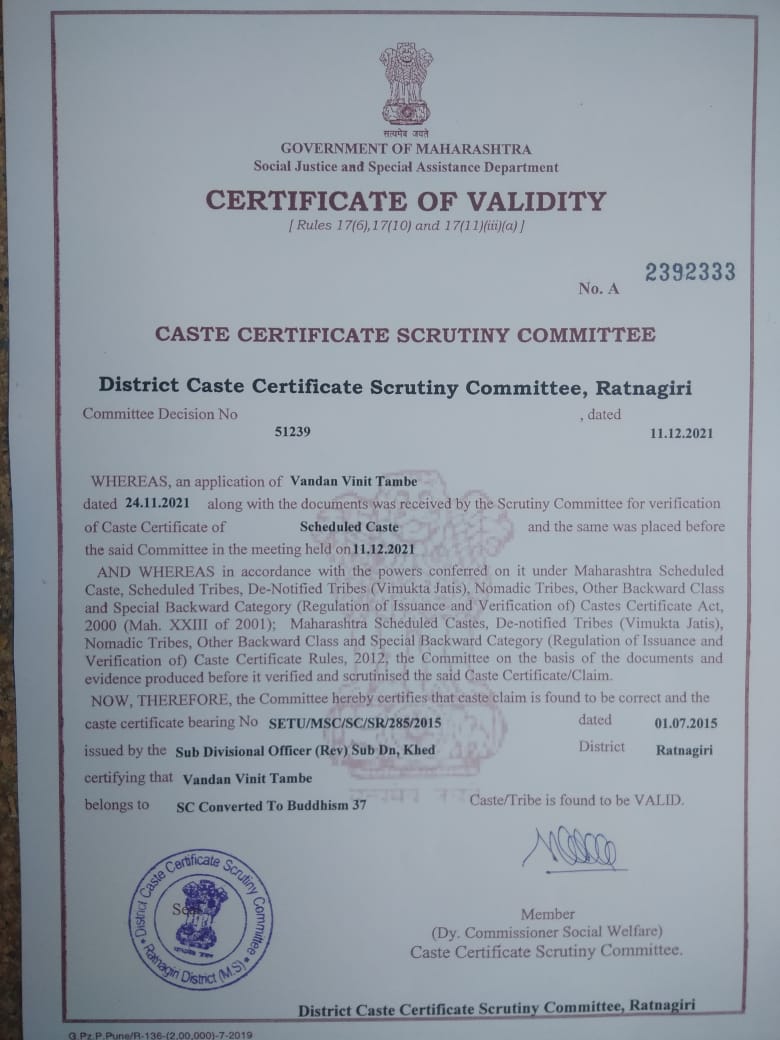 सत्यमेव जयते
GOVERNMENT OF MAHARASHTRA
Social Justice and Special Assistance Department
CERTIFICATE OF VALIDITY
[ Rules 17(6),17(10) and 17(11)(iii)(a) ]
No. A 2392333
CASTE CERTIFICATE SCRUTINY COMMITTEE
District Caste Certificate Scrutiny Committee, Ratnagiri
Committee Decision No , dated
51239 11.12.2021
WHEREAS, an application of Vandan Vinit Tambe
dated 24.11.2021 along with the documents was received by the Scrutiny Committee for verification
of Caste Certificate of Scheduled Caste and the same was placed before
the said Committee in the meeting held on 11.12.2021
AND WHEREAS in accordance with the powers conferred on it under Maharashtra Scheduled
Caste, Scheduled Tribes, De-Notified Tribes (Vimukta Jatis), Nomadic Tribes, Other Backward Class
and Special Backward Category (Regulation of Issuance and Verification of) Castes Certificate Act,
2000 (Mah. XXIII of 2001); Maharashtra Scheduled Castes, De-notified Tribes (Vimukta Jatis),
Nomadic Tribes, Other Backward Class and Special Backward Category (Regulation of Issuance and
Verification of) Caste Certificate Rules, 2012, the Committee on the basis of the documents and
evidence produced before it verified and scrutinised the said Caste Certificate/Claim.
NOW, THEREFORE, the Committee hereby certifies that caste claim is found to be correct and the
caste certificate bearing No SETU/MSC/SC/SR/285/2015 dated 01.07.2015
issued by the Sub Divisional Officer (Rev) Sub Dn, Khed District Ratnagiri
certifying that Vandan Vinit Tambe
belongs to SC Converted To Buddhism 37 Caste/Tribe is found to be VALID.
District Caste Certificate Scrutiny Committee
Seal
Ratnagiri District (M.S)
Member
(Dy. Commissioner Social Welfare)
Caste Certificate Scrutiny Committee.
District Caste Certificate Scrutiny Committee, Ratnagiri
G.Pz.P.Pune/R-136-(2,00,000)-7-2019